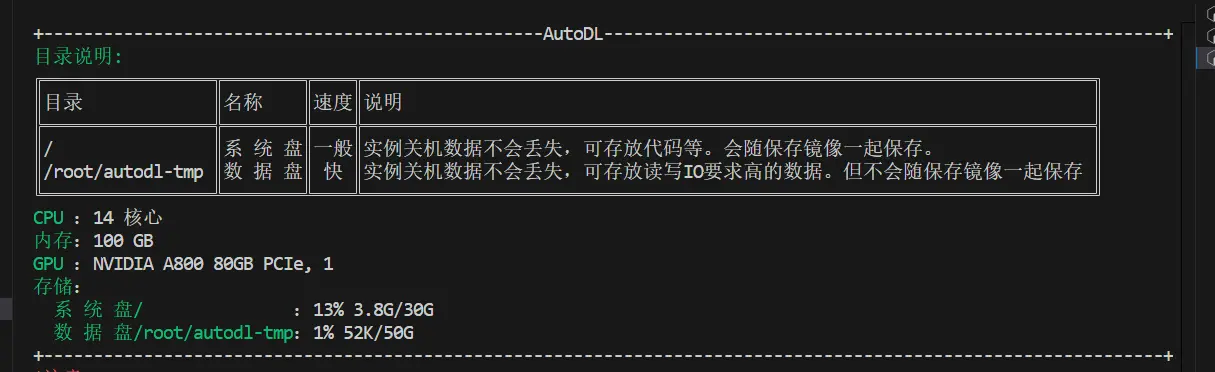 AutoDL
目录说明:
目录 名称 速度 说明
/ 系 统 盘 一般 实例关机数据不会丢失，可存放代码等。会随保存镜像一起保存。
/root/autodl-tmp 数 据 盘 快 实例关机数据不会丢失，可存放读写IO要求高的数据。但不会随保存镜像一起保存
CPU ：14 核心
内存：100 GB
GPU ：NVIDIA A800 80GB PCIe, 1
存储：
系 统 盘/ ：13% 3.8G/30G
数 据 盘/root/autodl-tmp：1% 52K/50G